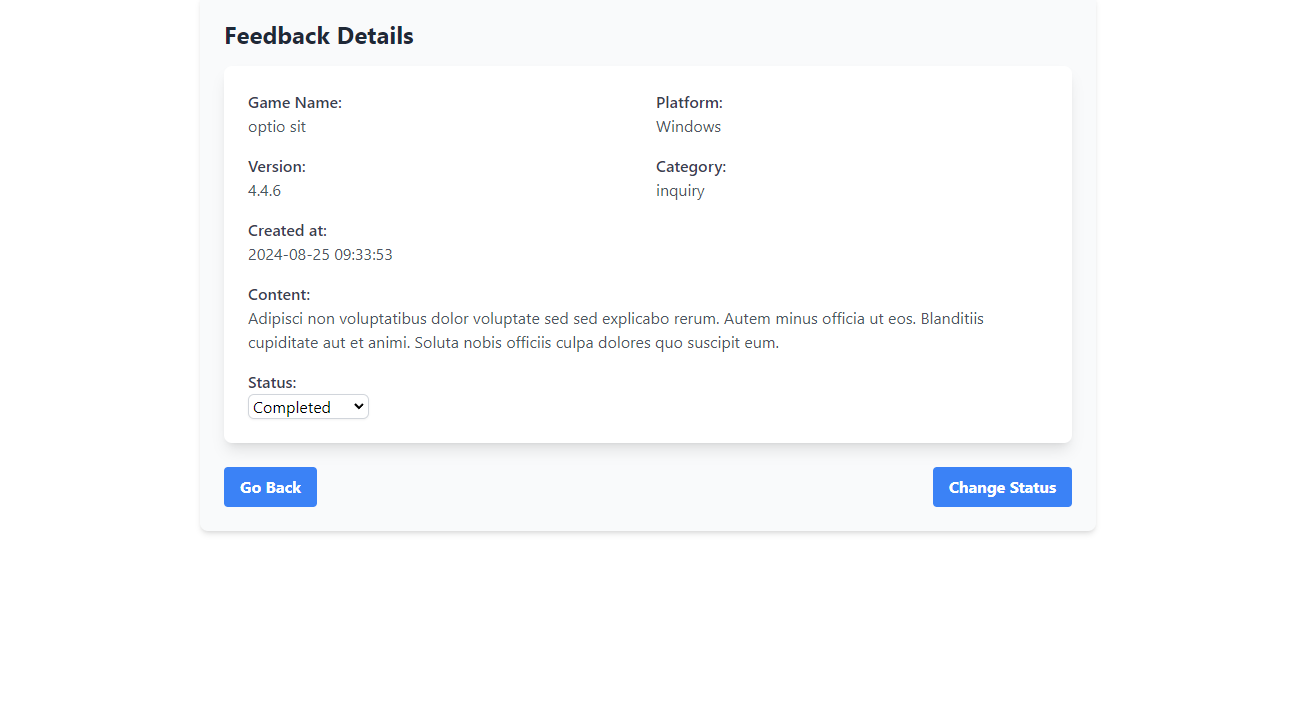 Feedback Details
Game Name:
optio sit
Platform:
Windows
Version:
4.4.6
Category:
inquiry
Created at:
2024-08-25 09:33:53
Content:
Adipisci non voluptatibus dolor voluptate sed sed explicabo rerum. Autem minus officia ut eos. Blanditiis
cupiditate aut et animi. Soluta nobis officiis culpa dolores quo suscipit eum.
Status:
Completed
Go Back
Change Status